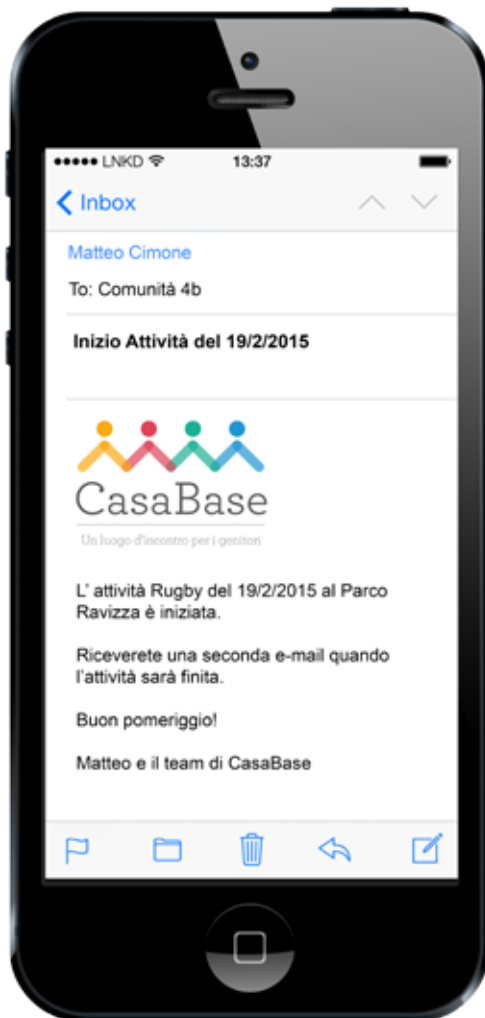 LNKD 13:37
Inbox
Matteo Cimone
To: Comunità 4b
Inizio Attività del 19/2/2015
CasaBase
Un luogo d'incontro per i genitori
L' attività Rugby del 19/2/2015 al Parco
Ravizza è iniziata.
Riceverete una seconda e-mail quando
l'attività sarà finita.
Buon pomeriggio!
Matteo e il team di CasaBase